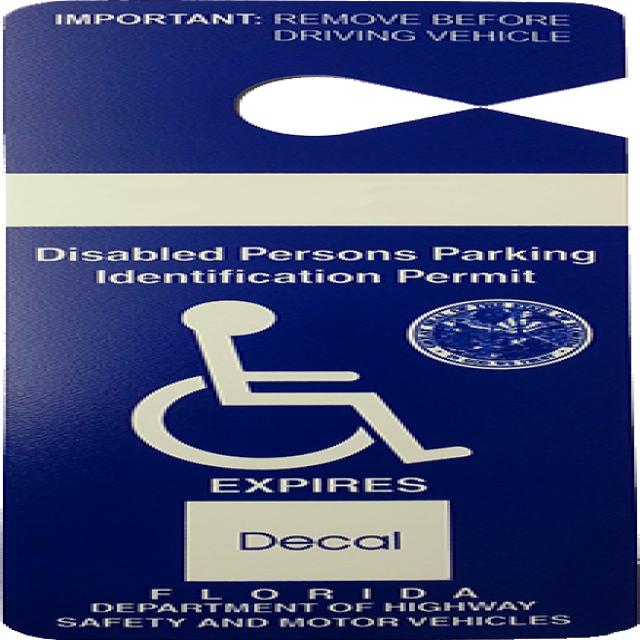 IMPORTANT: REMOVE BEFORE
DRIVING VEHICLE
Disabled Persons Parking
Identification Permit
EXPIRES
Decal
FLORIDA
DEPARTMENT OF HIGHWAY
SAFETY AND MOTOR VEHICLES